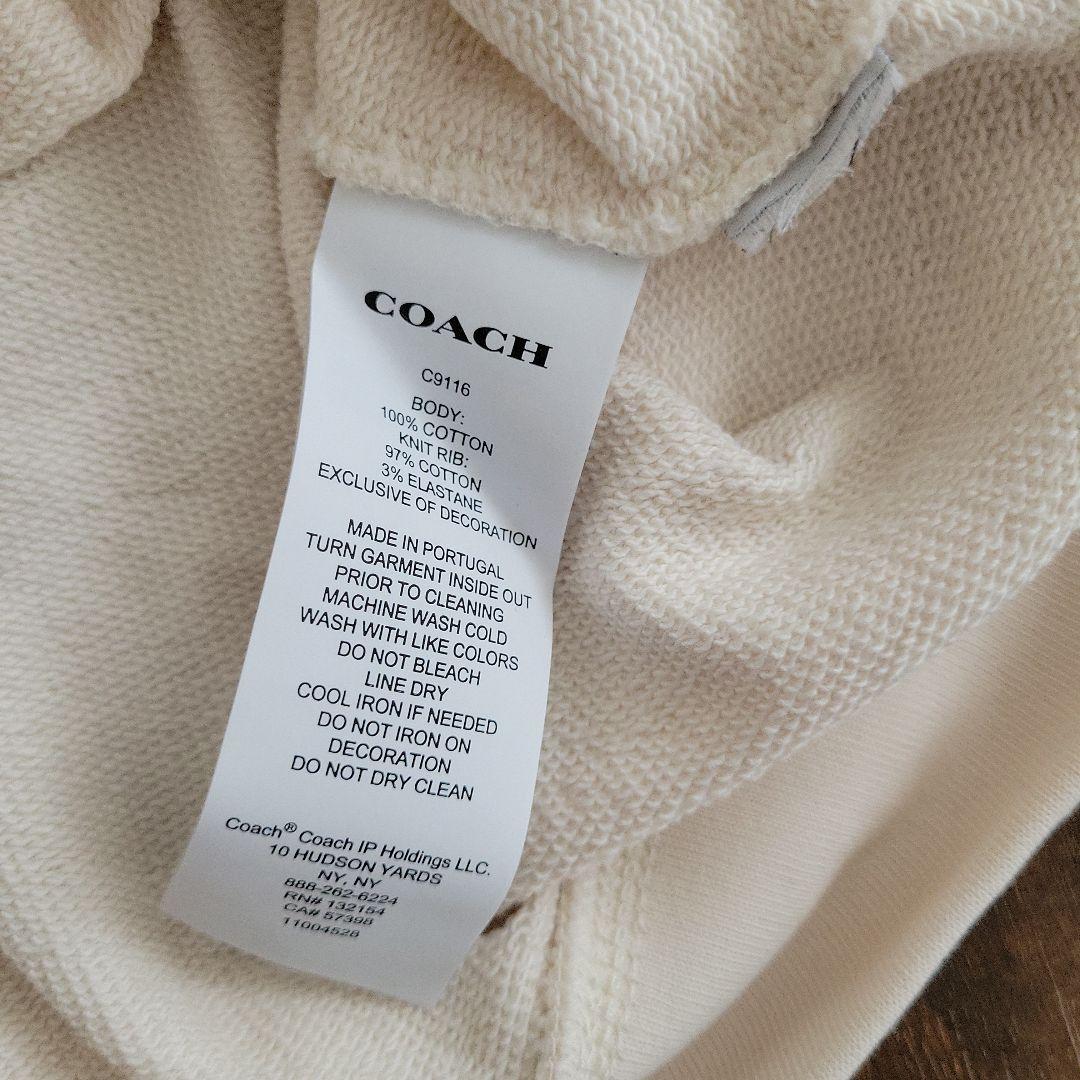 COACH
C9116
BODY:
100% COTTON
KNIT RIB:
97% COTTON
3% ELASTANE
EXCLUSIVE OF DECORATION
MADE IN PORTUGAL
TURN GARMENT INSIDE OUT
PRIOR TO CLEANING
MACHINE WASH COLD
WASH WITH LIKE COLORS
DO NOT BLEACH
LINE DRY
COOL IRON IF NEEDED
DO NOT IRON ON
DECORATION
DO NOT DRY CLEAN
Coach® Coach IP Holdings LLC.
10 HUDSON YARDS
NY, NY
888-262-6224
RN# 132154
CA# 57398
11004528